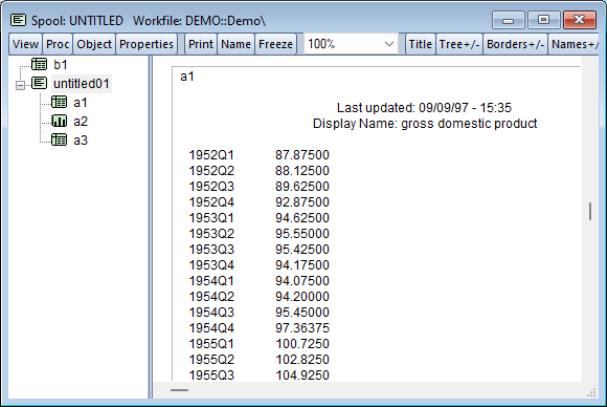 Spool: UNTITLED Workfile: DEMO::Demo\
View Proc Object Properties Print Name Freeze 100% Title Tree+/- Borders+/- Names+/
b1
untitled01
a1
a2
a3
a1
Last updated: 09/09/97 - 15:35
Display Name: gross domestic product
1952Q1 87.87500
1952Q2 88.12500
1952Q3 89.62500
1952Q4 92.87500
1953Q1 94.62500
1953Q2 95.55000
1953Q3 95.42500
1953Q4 94.17500
1954Q1 94.07500
1954Q2 94.20000
1954Q3 95.45000
1954Q4 97.36375
1955Q1 100.7250
1955Q2 102.8250
1955Q3 104.9250